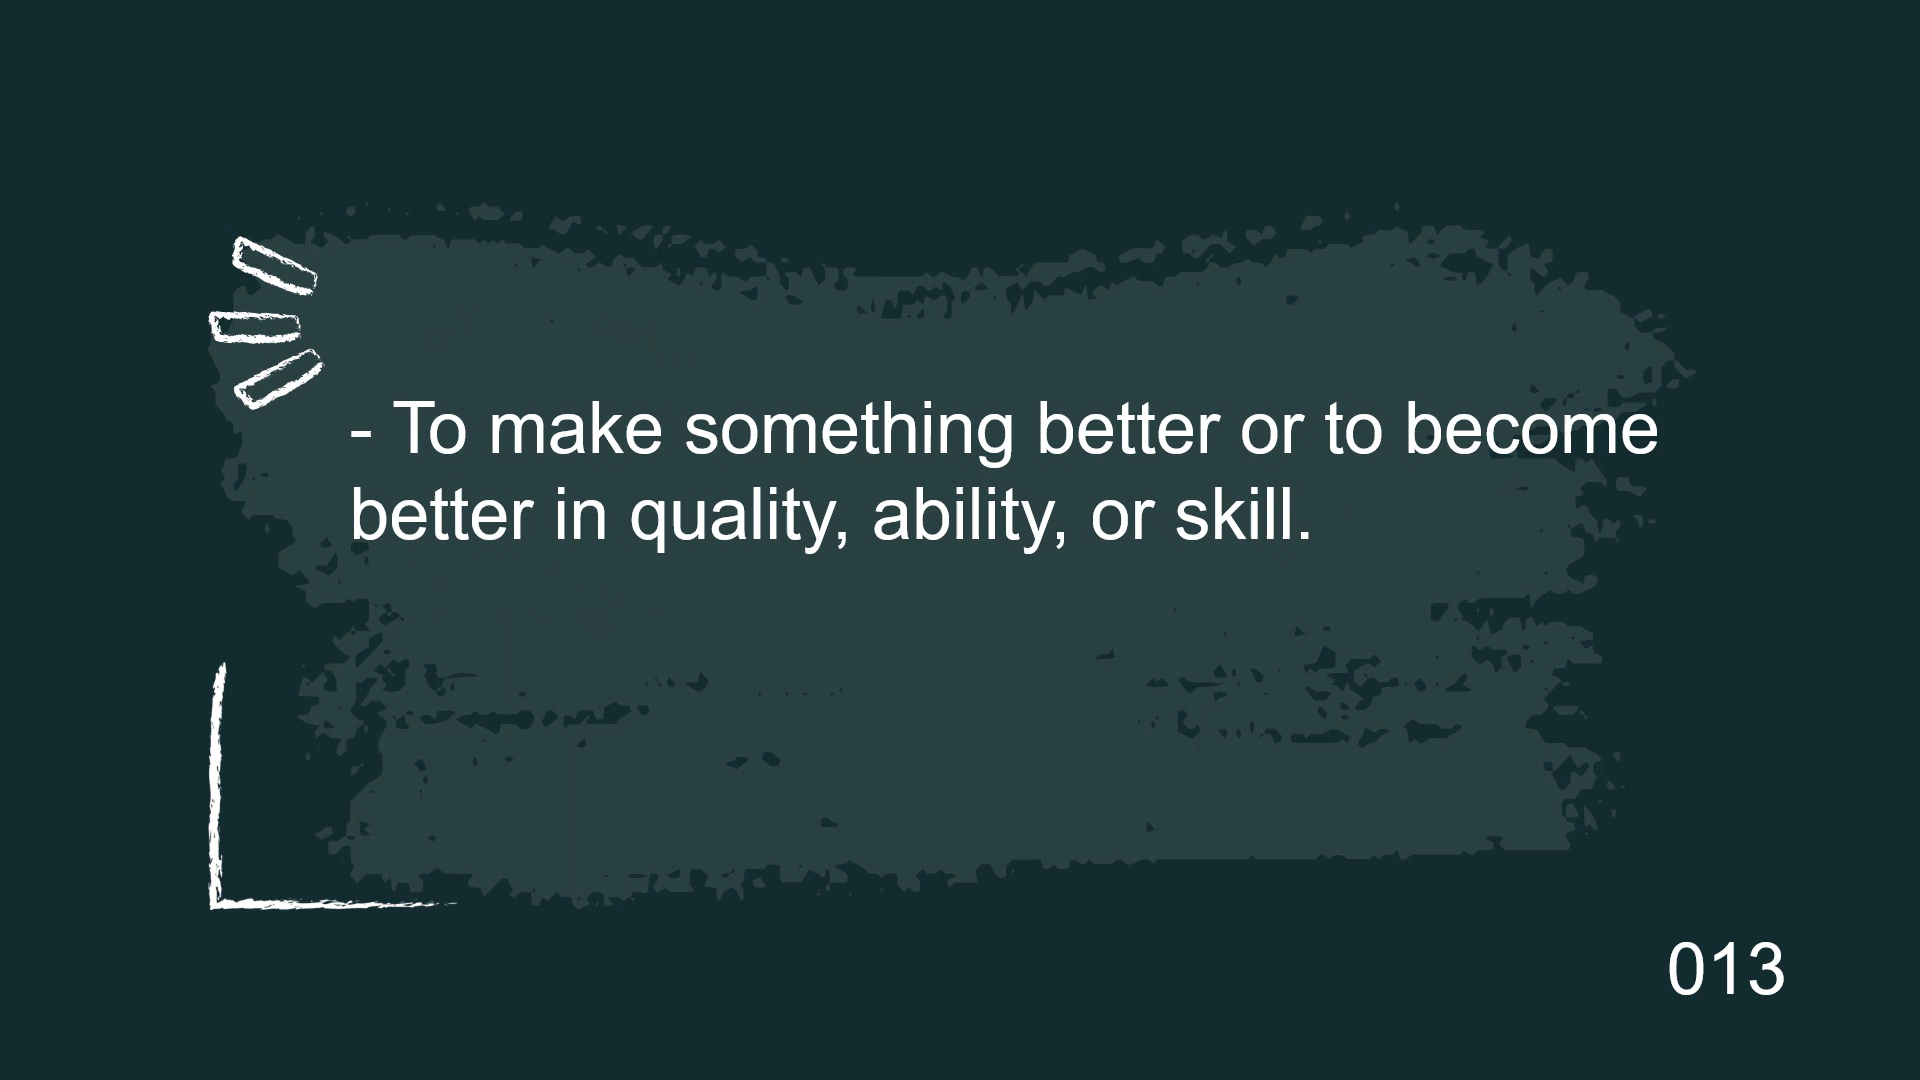 - To make something better or to become
better in quality, ability, or skill.
013